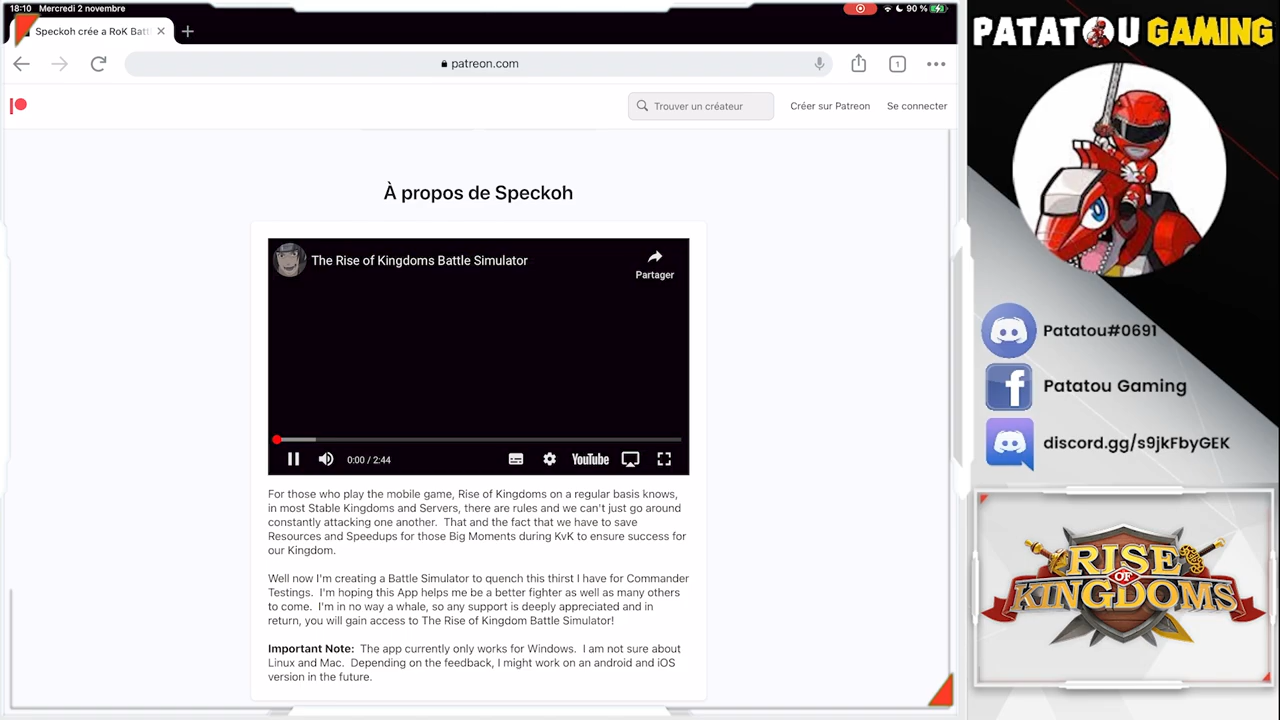 18:10 Mercredi 2 novembre
90 %
Speckoh crée a RoK Batt
patreon.com
1
Trouver un créateur
Créer sur Patreon
Se connecter
À propos de Speckoh
The Rise of Kingdoms Battle Simulator
Partager
0:00 / 2:44
YouTube
For those who play the mobile game, Rise of Kingdoms on a regular basis knows,
in most Stable Kingdoms and Servers, there are rules and we can't just go around
constantly attacking one another. That and the fact that we have to save
Resources and Speedups for those Big Moments during KvK to ensure success for
our Kingdom.
Well now I'm creating a Battle Simulator to quench this thirst I have for Commander
Testings. I'm hoping this App helps me be a better fighter as well as many others
to come. I'm in no way a whale, so any support is deeply appreciated and in
return, you will gain access to The Rise of Kingdom Battle Simulator!
Important Note: The app currently only works for Windows. I am not sure about
Linux and Mac. Depending on the feedback, I might work on an android and iOS
version in the future.
PATATOU GAMING
Patatou#0691
Patatou Gaming
discord.gg/s9jkFbyGEK
RISE
OF
KINGDOMS